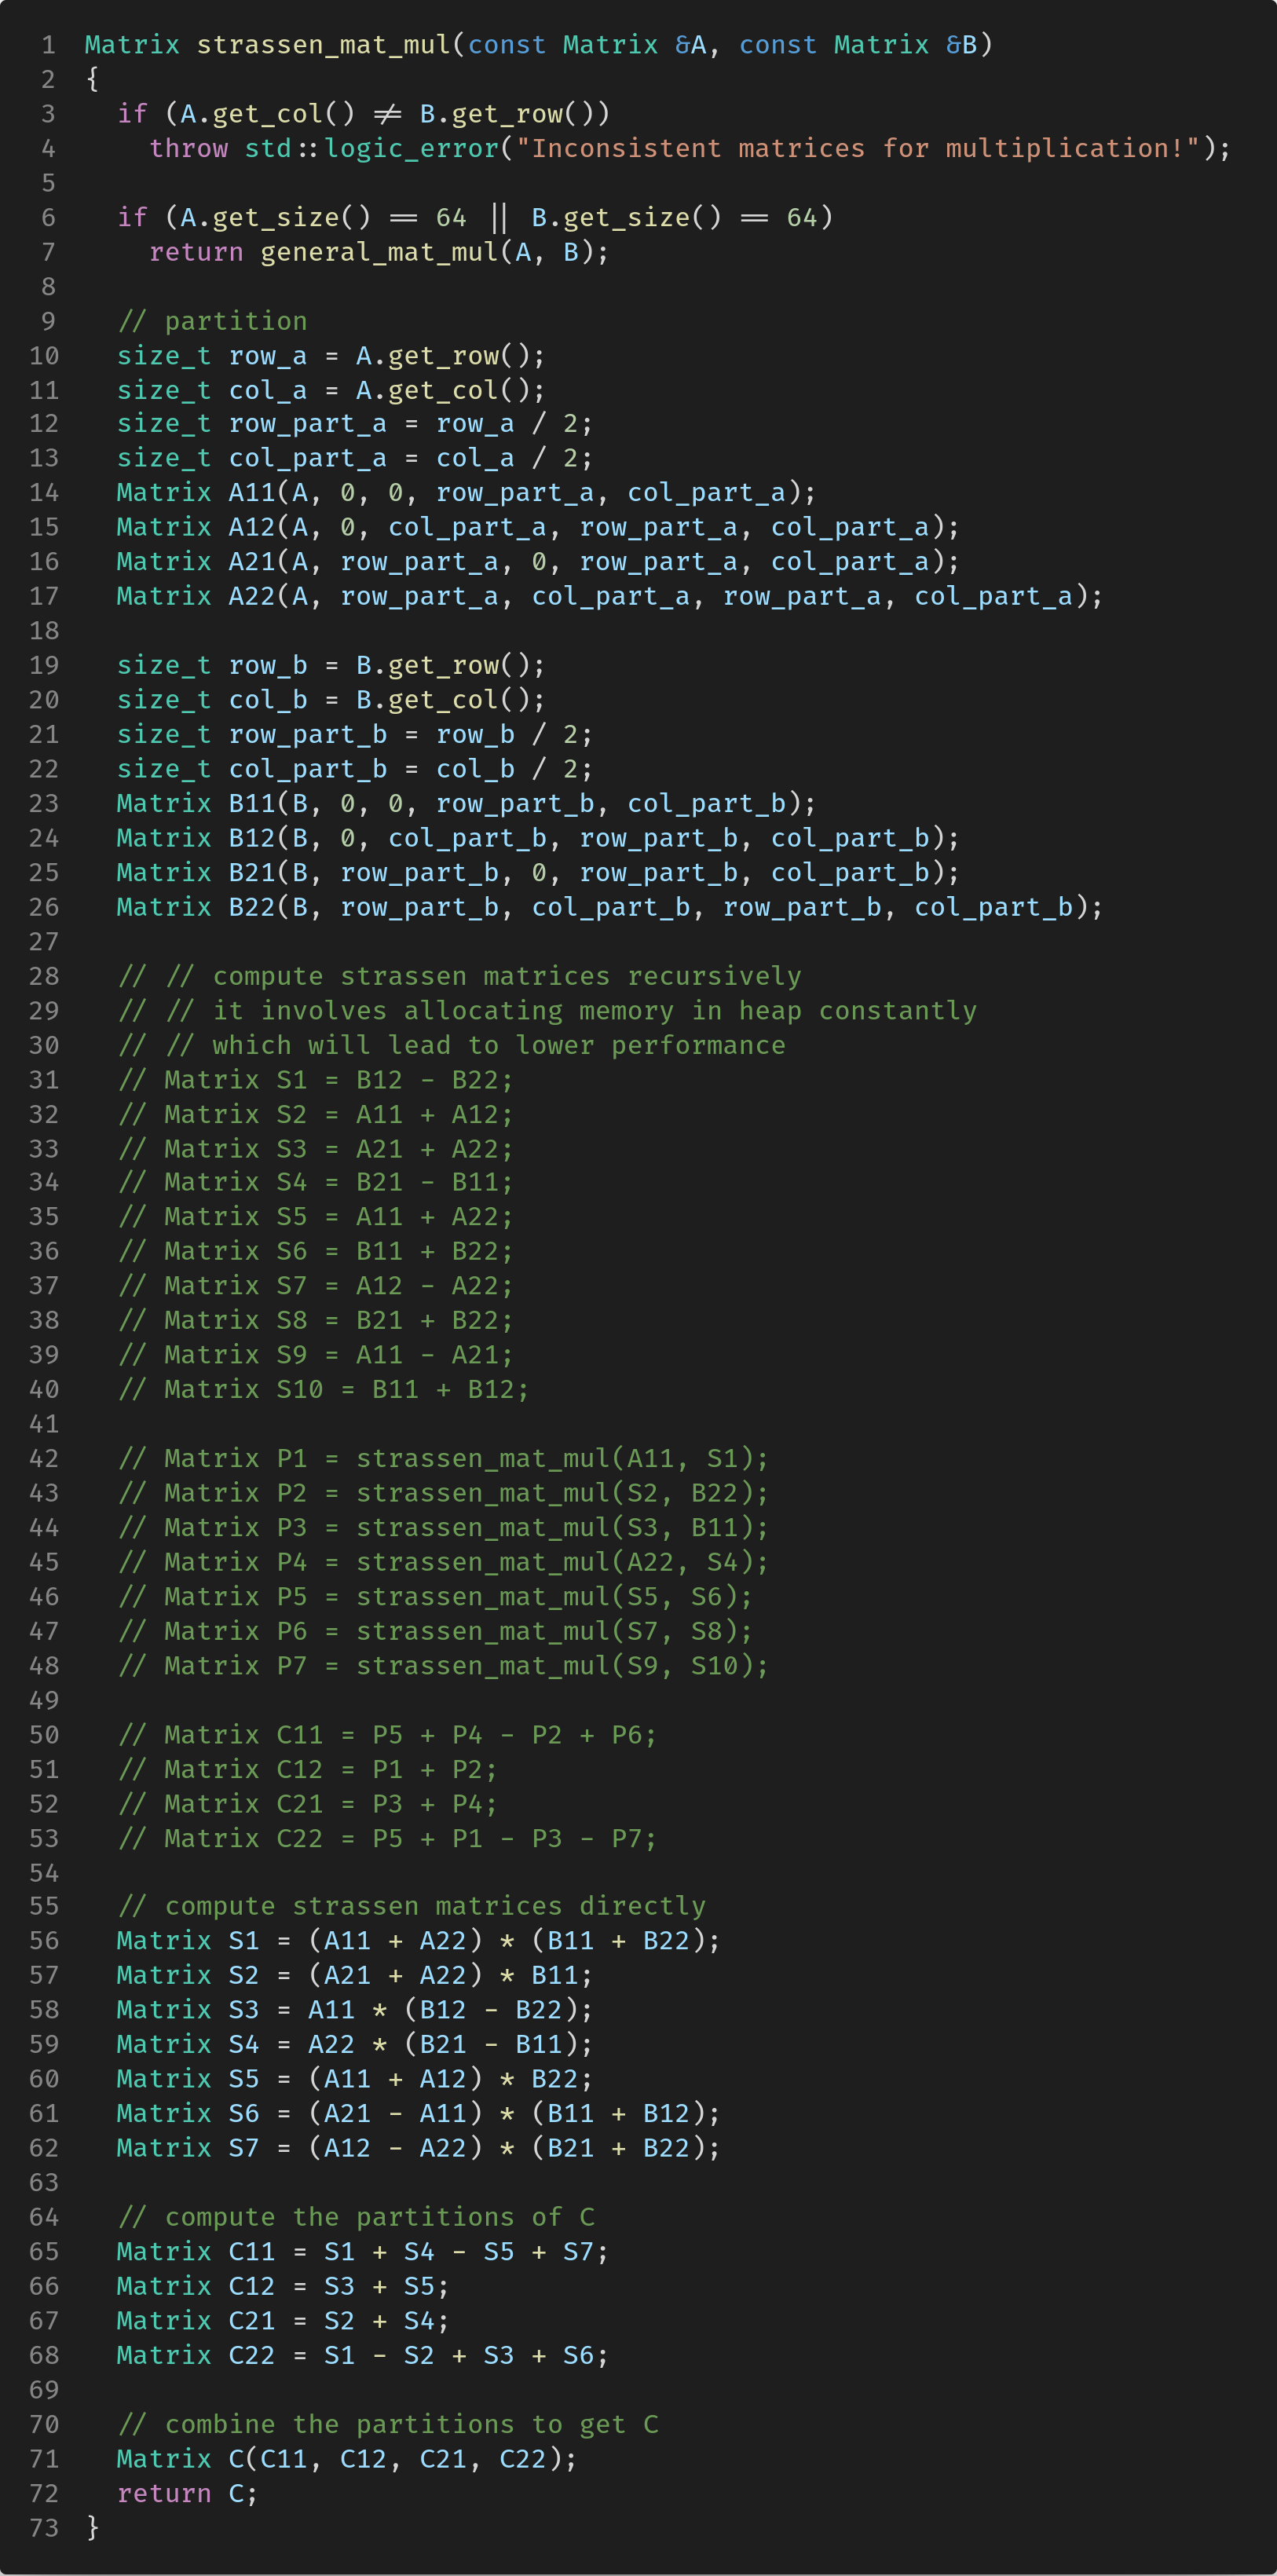 1 Matrix strassen_mat_mul(const Matrix &A, const Matrix &B)
2 {
3   if (A.get_col() != B.get_row())
4     throw std::logic_error("Inconsistent matrices for multiplication!");
5
6   if (A.get_size() == 64 || B.get_size() == 64)
7     return general_mat_mul(A, B);
8
9   // partition
10   size_t row_a = A.get_row();
11   size_t col_a = A.get_col();
12   size_t row_part_a = row_a / 2;
13   size_t col_part_a = col_a / 2;
14   Matrix A11(A, 0, 0, row_part_a, col_part_a);
15   Matrix A12(A, 0, col_part_a, row_part_a, col_part_a);
16   Matrix A21(A, row_part_a, 0, row_part_a, col_part_a);
17   Matrix A22(A, row_part_a, col_part_a, row_part_a, col_part_a);
18
19   size_t row_b = B.get_row();
20   size_t col_b = B.get_col();
21   size_t row_part_b = row_b / 2;
22   size_t col_part_b = col_b / 2;
23   Matrix B11(B, 0, 0, row_part_b, col_part_b);
24   Matrix B12(B, 0, col_part_b, row_part_b, col_part_b);
25   Matrix B21(B, row_part_b, 0, row_part_b, col_part_b);
26   Matrix B22(B, row_part_b, col_part_b, row_part_b, col_part_b);
27
28   // // compute strassen matrices recursively
29   // // it involves allocating memory in heap constantly
30   // // which will lead to lower performance
31   // Matrix S1 = B12 - B22;
32   // Matrix S2 = A11 + A12;
33   // Matrix S3 = A21 + A22;
34   // Matrix S4 = B21 - B11;
35   // Matrix S5 = A11 + A22;
36   // Matrix S6 = B11 + B22;
37   // Matrix S7 = A12 - A22;
38   // Matrix S8 = B21 + B22;
39   // Matrix S9 = A11 - A21;
40   // Matrix S10 = B11 + B12;
41
42   // Matrix P1 = strassen_mat_mul(A11, S1);
43   // Matrix P2 = strassen_mat_mul(S2, B22);
44   // Matrix P3 = strassen_mat_mul(S3, B11);
45   // Matrix P4 = strassen_mat_mul(A22, S4);
46   // Matrix P5 = strassen_mat_mul(S5, S6);
47   // Matrix P6 = strassen_mat_mul(S7, S8);
48   // Matrix P7 = strassen_mat_mul(S9, S10);
49
50   // Matrix C11 = P5 + P4 - P2 + P6;
51   // Matrix C12 = P1 + P2;
52   // Matrix C21 = P3 + P4;
53   // Matrix C22 = P5 + P1 - P3 - P7;
54
55   // compute strassen matrices directly
56   Matrix S1 = (A11 + A22) * (B11 + B22);
57   Matrix S2 = (A21 + A22) * B11;
58   Matrix S3 = A11 * (B12 - B22);
59   Matrix S4 = A22 * (B21 - B11);
60   Matrix S5 = (A11 + A12) * B22;
61   Matrix S6 = (A21 - A11) * (B11 + B12);
62   Matrix S7 = (A12 - A22) * (B21 + B22);
63
64   // compute the partitions of C
65   Matrix C11 = S1 + S4 - S5 + S7;
66   Matrix C12 = S3 + S5;
67   Matrix C21 = S2 + S4;
68   Matrix C22 = S1 - S2 + S3 + S6;
69
70   // combine the partitions to get C
71   Matrix C(C11, C12, C21, C22);
72   return C;
73 }